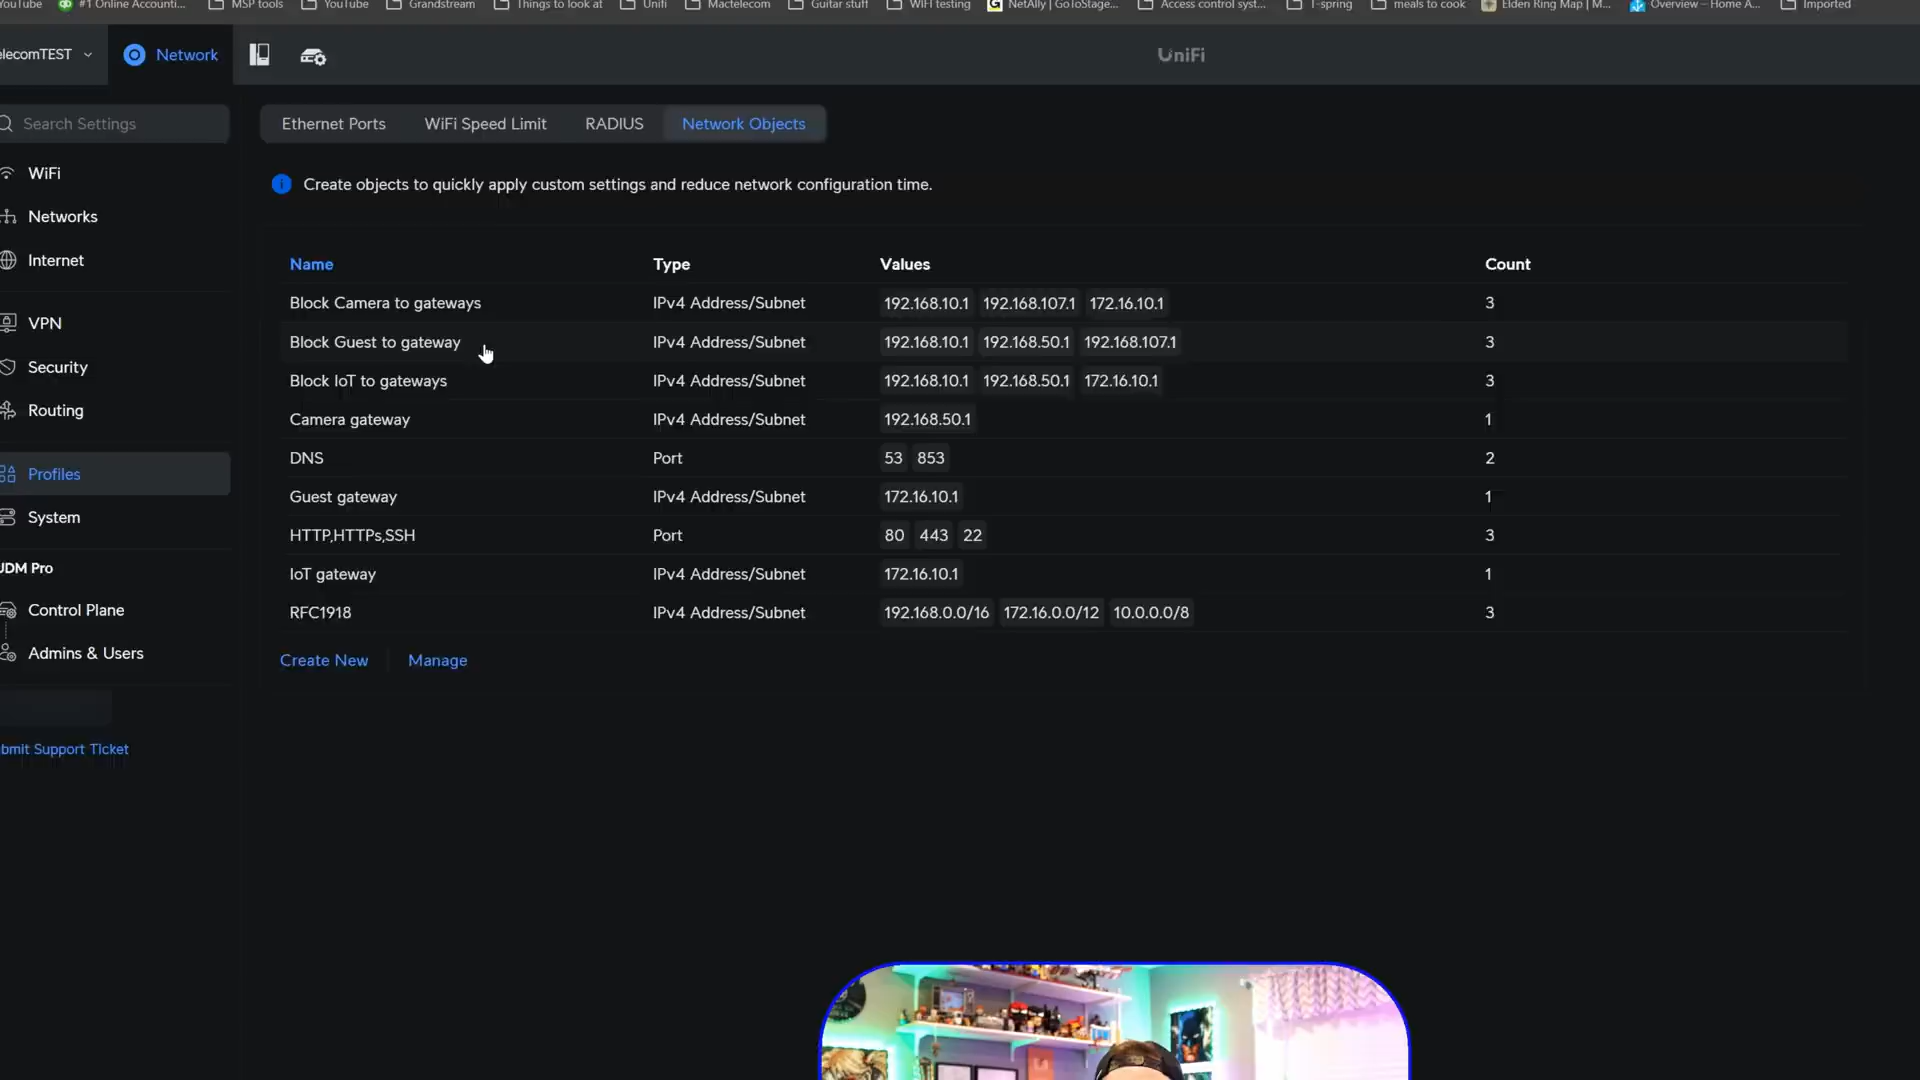 YouTube #1 Online Accounti... MSP tools YouTube Grandstream Things to look at Unifi Mactelecom Guitar stuff WIFI testing NetAlly | GoToStage... Access control syst... T-spring meals to cook Elden Ring Map | M... Overview – Home A... Imported
elecomTEST Network UniFi
Search Settings
Ethernet Ports WiFi Speed Limit RADIUS Network Objects
Create objects to quickly apply custom settings and reduce network configuration time.
WiFi
Networks
Internet
VPN
Security
Routing
Profiles
System
UDM Pro
Control Plane
Admins & Users
bmit Support Ticket
Name Type Values Count
Block Camera to gateways IPv4 Address/Subnet 192.168.10.1 192.168.107.1 172.16.10.1 3
Block Guest to gateway IPv4 Address/Subnet 192.168.10.1 192.168.50.1 192.168.107.1 3
Block IoT to gateways IPv4 Address/Subnet 192.168.10.1 192.168.50.1 172.16.10.1 3
Camera gateway IPv4 Address/Subnet 192.168.50.1 1
DNS Port 53 853 2
Guest gateway IPv4 Address/Subnet 172.16.10.1 1
HTTP,HTTPs,SSH Port 80 443 22 3
IoT gateway IPv4 Address/Subnet 172.16.10.1 1
RFC1918 IPv4 Address/Subnet 192.168.0.0/16 172.16.0.0/12 10.0.0.0/8 3
Create New Manage